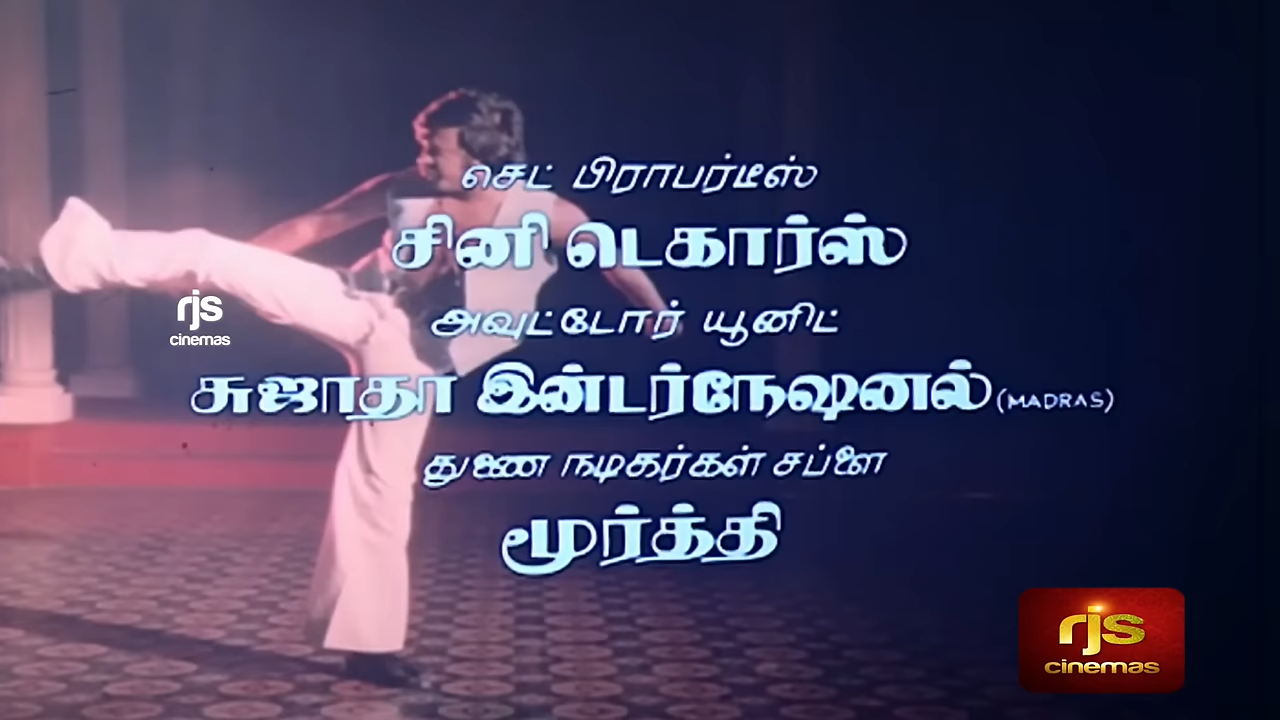 செட் பிராபர்டீஸ்
சினி டெகார்ஸ்
அவுட்டோர் யூனிட்
rjs
cinemas
சுஜாதா இன்டர்நேஷனல் (MADRAS)
துணை நடிகர்கள் சப்ளை
மூர்த்தி
rjs
cinemas